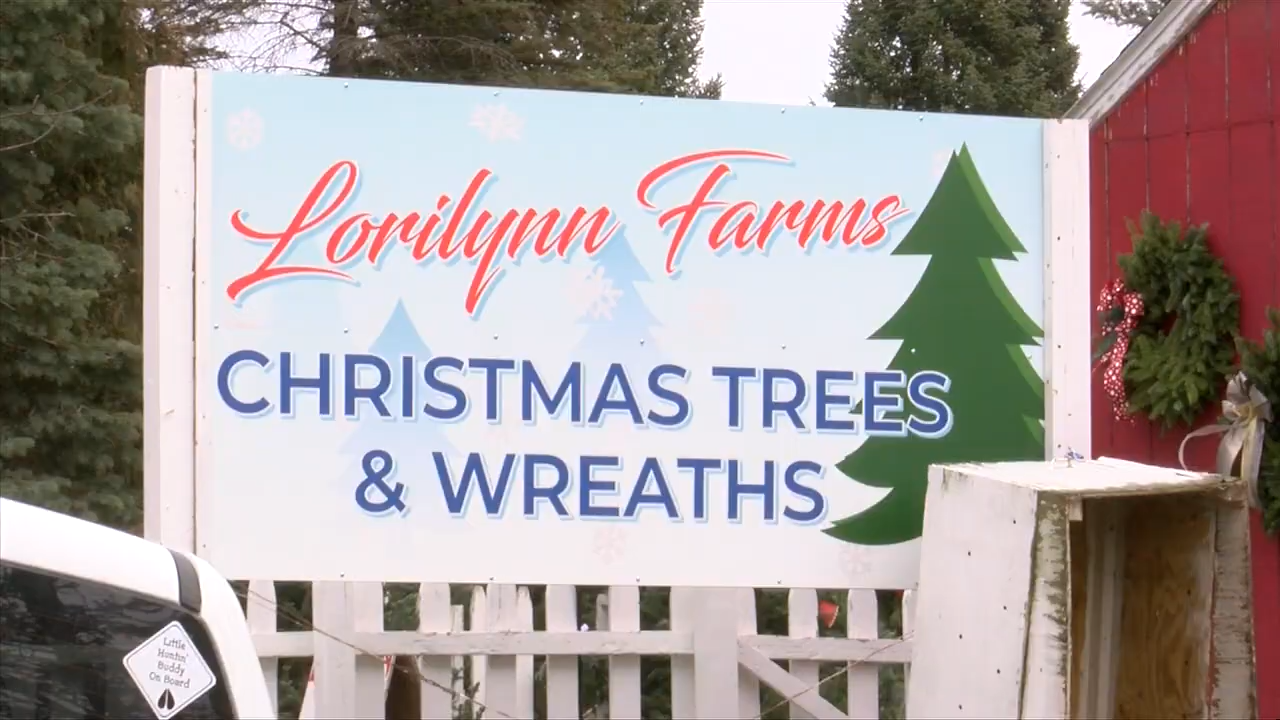 Lorilynn Farms
CHRISTMAS TREES
& WREATHS
Little
Huntin'
Buddy
On Board